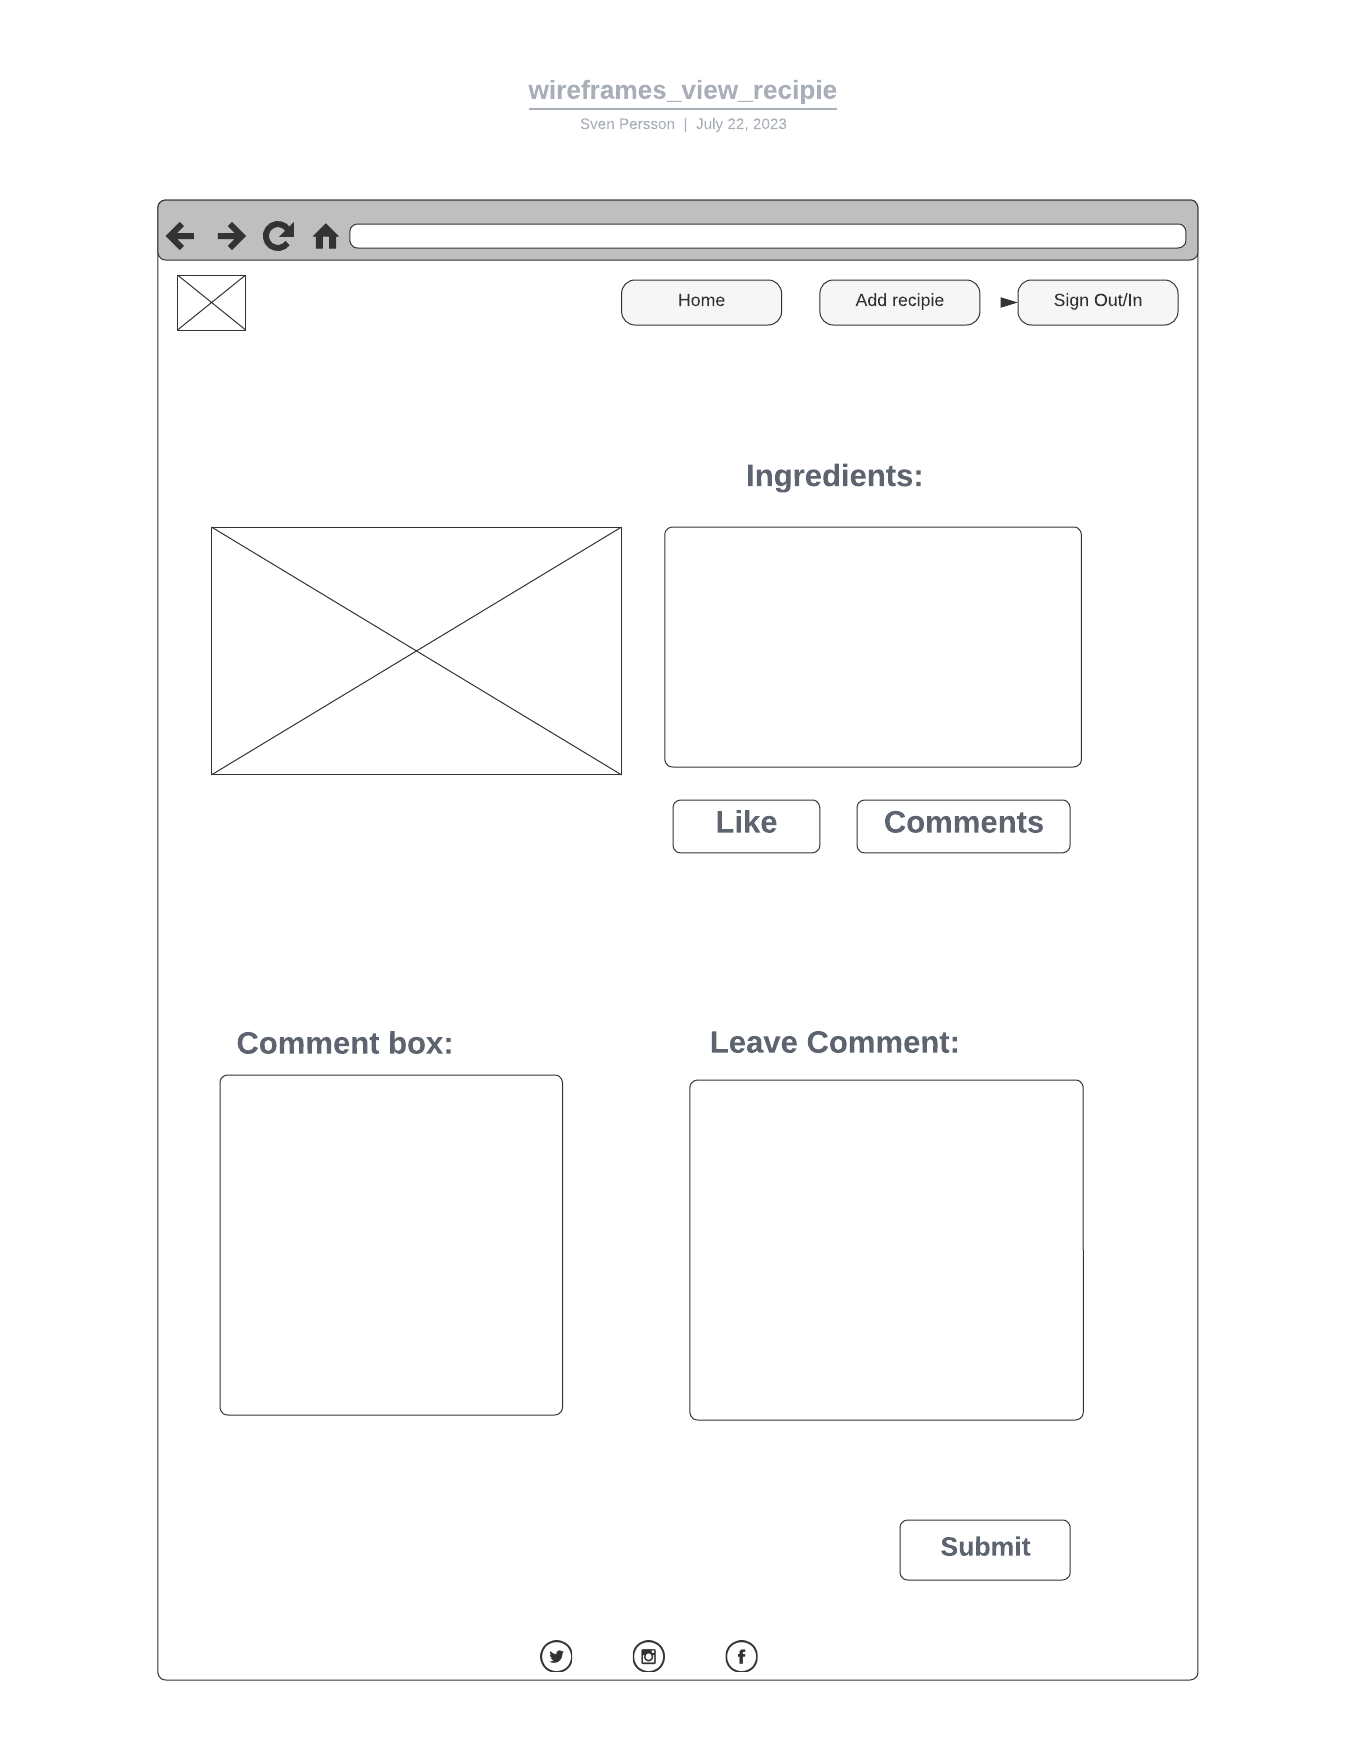 wireframes_view_recipie
Sven Persson | July 22, 2023
Home
Add recipie
Sign Out/In
Ingredients:
Like
Comments
Comment box:
Leave Comment:
Submit